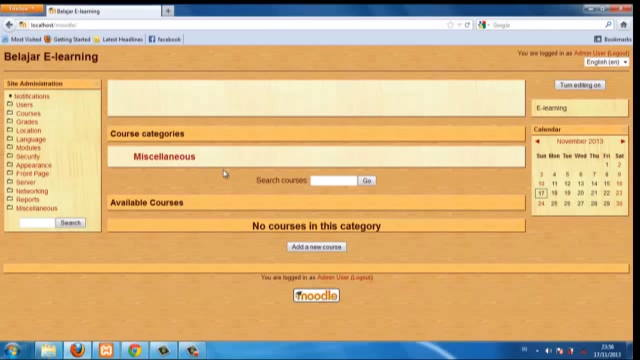 Firefox
Belajar E-learning
localhost/moodle/
Google
Most Visited Getting Started Latest Headlines facebook Bookmarks
Belajar E-learning
You are logged in as Admin User (Logout)
English (en)
Site Administration
Notifications
Users
Courses
Grades
Location
Language
Modules
Security
Appearance
Front Page
Server
Networking
Reports
Miscellaneous
Search
Course categories
Miscellaneous
Search courses: Go
Available Courses
No courses in this category
Add a new course
Turn editing on
E-learning
Calendar
November 2013
Sun Mon Tue Wed Thu Fri Sat
1 2
3 4 5 6 7 8 9
10 11 12 13 14 15 16
17 18 19 20 21 22 23
24 25 26 27 28 29 30
You are logged in as Admin User (Logout)
moodle
IN
23:56
17/11/2013